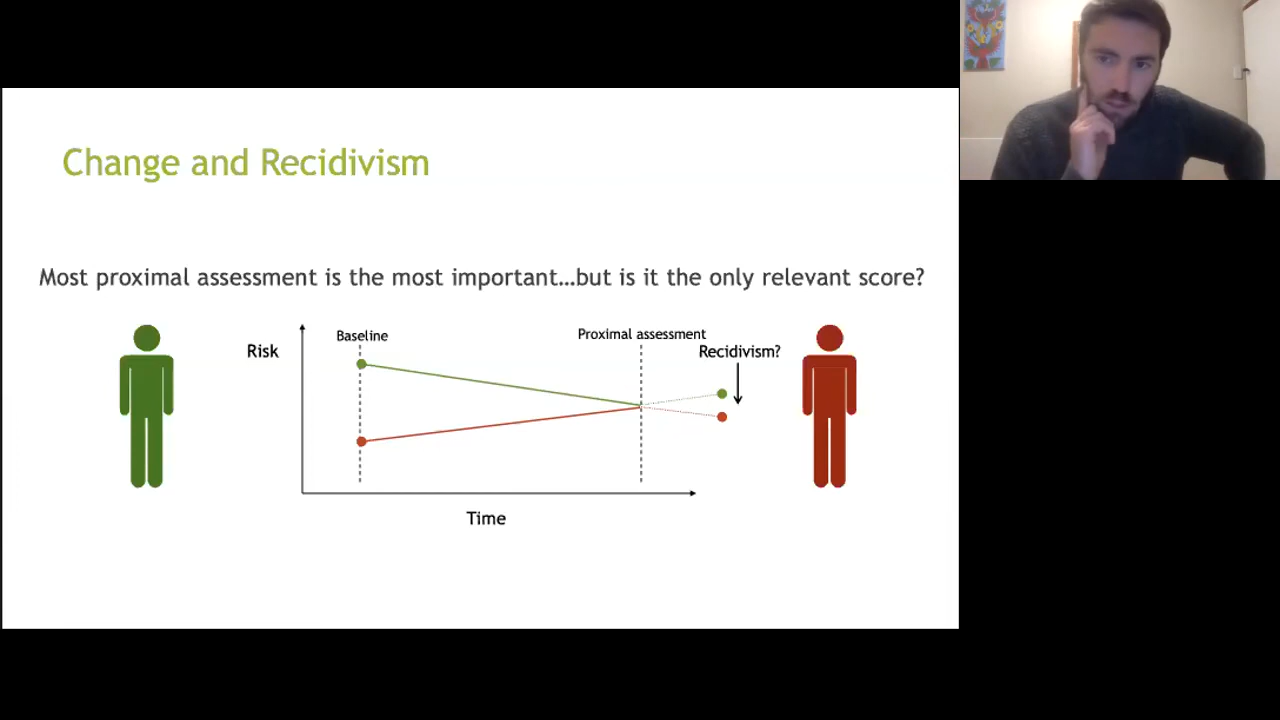 Change and Recidivism
Most proximal assessment is the most important...but is it the only relevant score?
Baseline
Proximal assessment
Risk
Recidivism?
Time